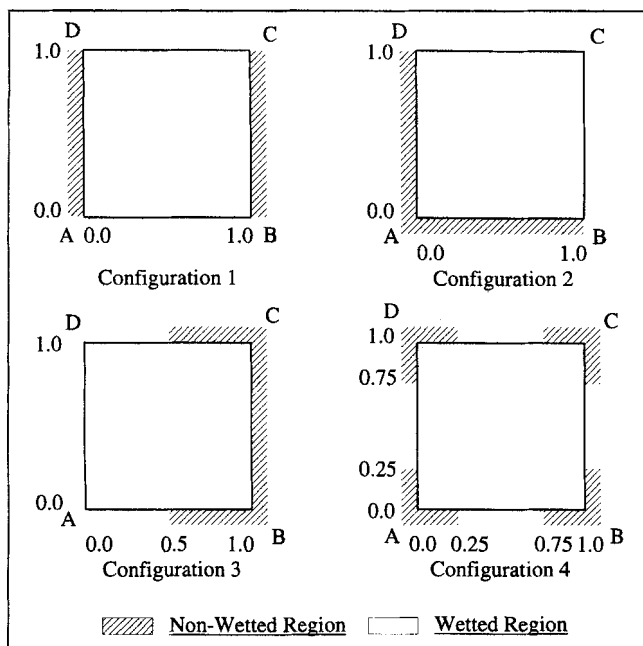 D C D C
1.0 1.0
0.0 0.0
A 0.0 1.0 B A 0.0 1.0 B
Configuration 1 Configuration 2
D C D C
1.0 1.0
0.75
0.25
0.0 0.0
A 0.0 0.5 1.0 B A 0.0 0.25 0.75 1.0 B
Configuration 3 Configuration 4
Non-Wetted Region Wetted Region